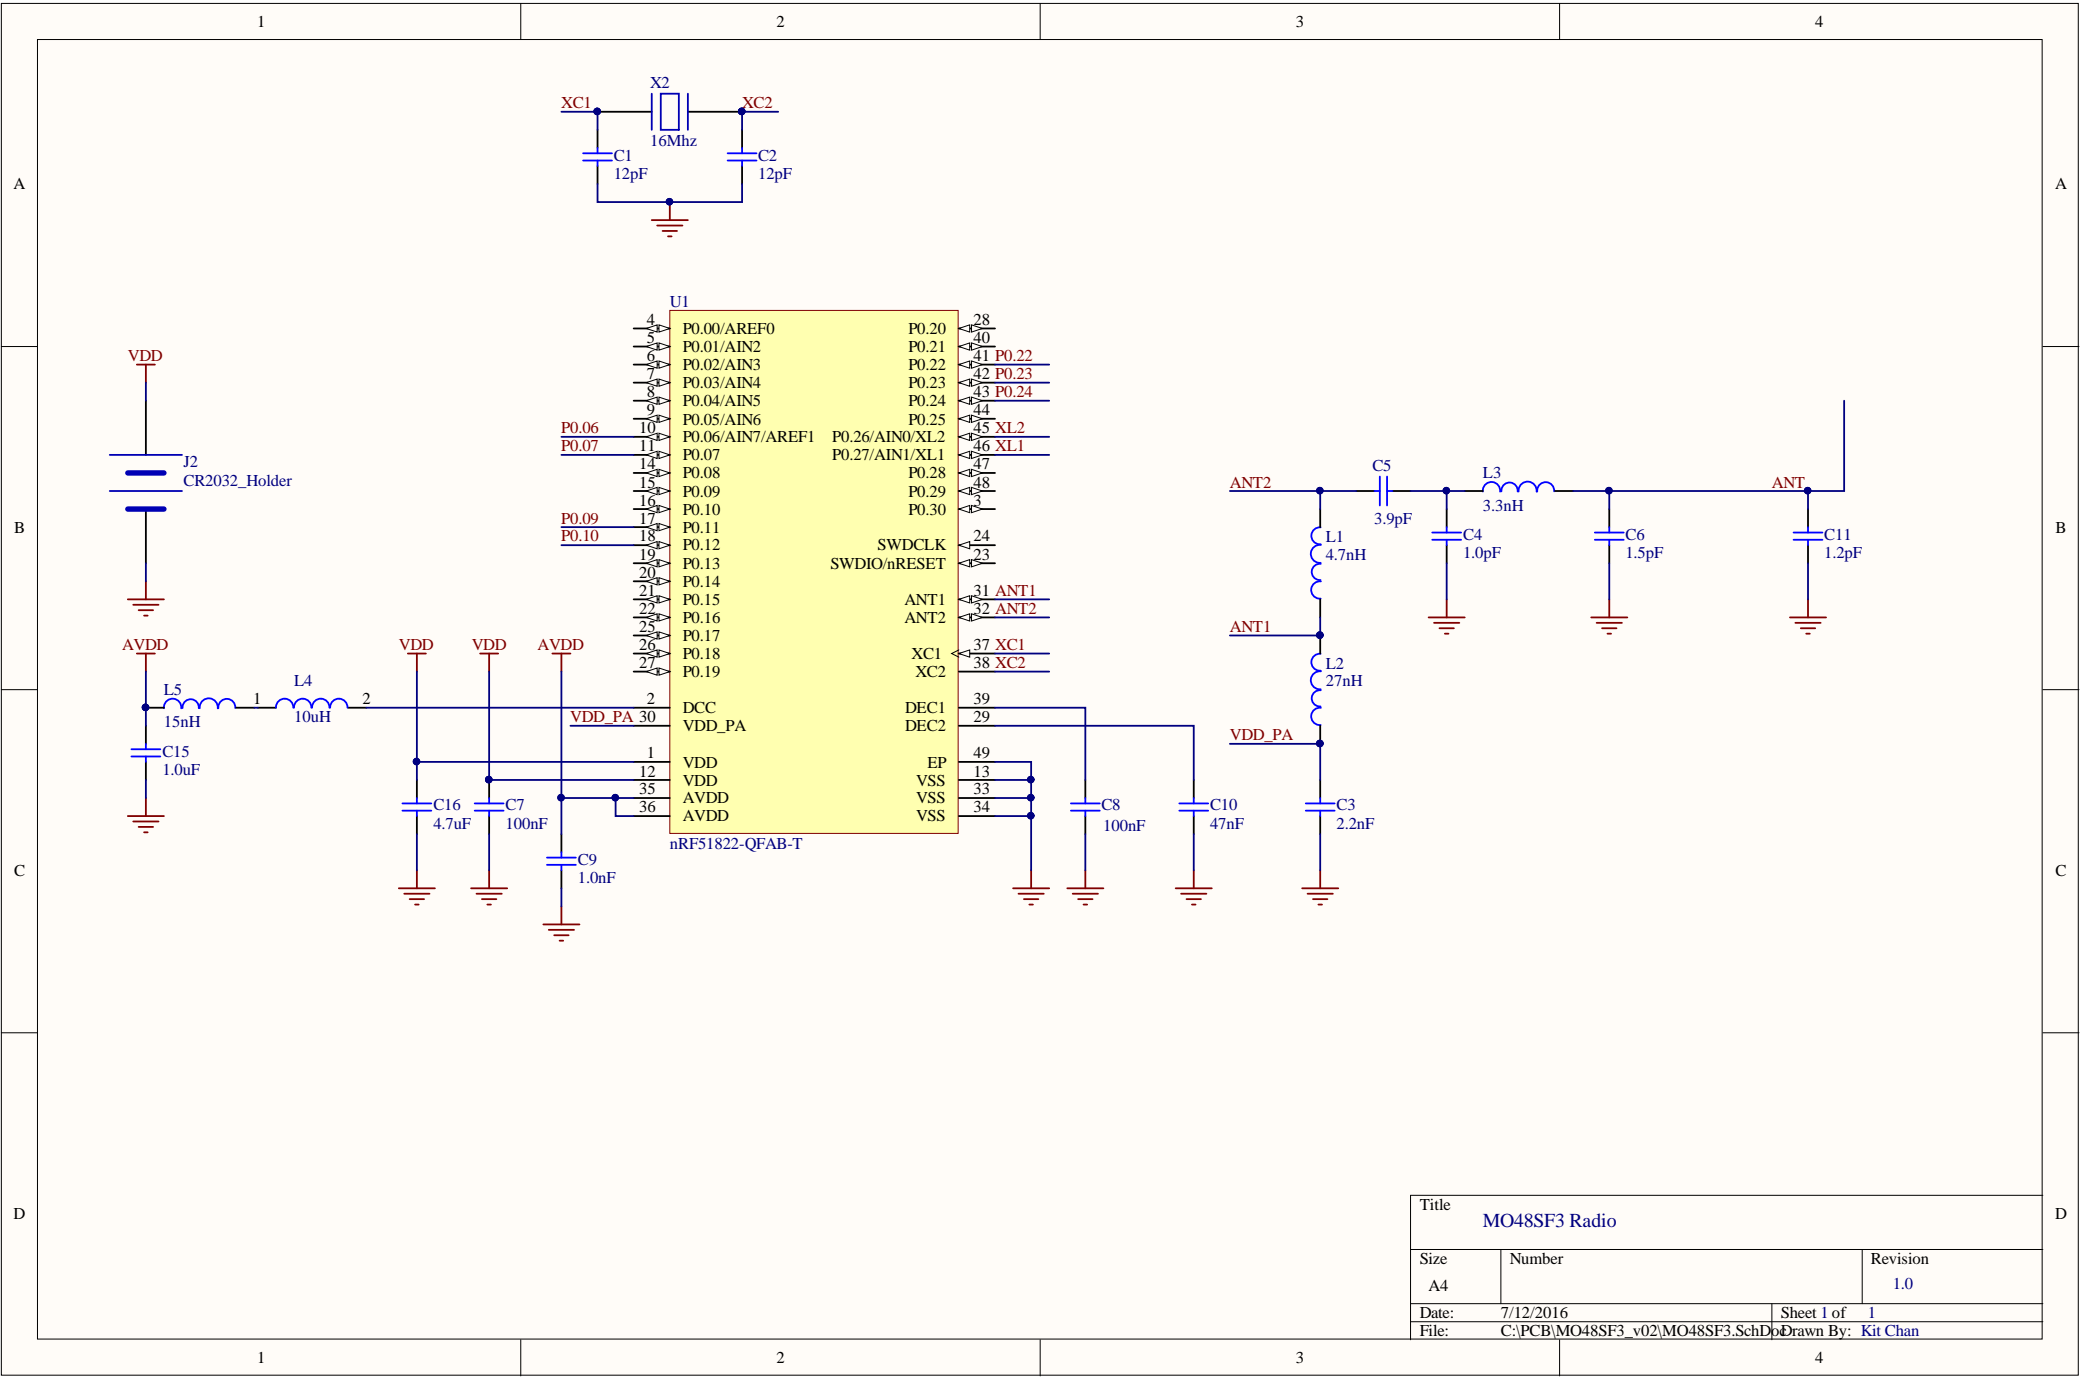 1 2 3 4
A A
B B
C C
D D
X2
XC1 XC2
16Mhz
C1 C2
12pF 12pF
U1
4 P0.00/AREF0 P0.20 28
5 P0.01/AIN2 P0.21 40
6 P0.02/AIN3 P0.22 41 P0.22
7 P0.03/AIN4 P0.23 42 P0.23
8 P0.04/AIN5 P0.24 43 P0.24
9 P0.05/AIN6 P0.25 44
P0.06 10 P0.06/AIN7/AREF1 P0.26/AIN0/XL2 45 XL2
P0.07 11 P0.07 P0.27/AIN1/XL1 46 XL1
14 P0.08 P0.28 47
15 P0.09 P0.29 48
16 P0.10 P0.30 3
P0.09 17 P0.11
P0.10 18 P0.12 SWDCLK 24
19 P0.13 SWDIO/nRESET 23
20 P0.14
21 P0.15 ANT1 31 ANT1
22 P0.16 ANT2 32 ANT2
25 P0.17
26 P0.18 XC1 37 XC1
27 P0.19 XC2 38 XC2
2 DCC DEC1 39
VDD_PA 30 VDD_PA DEC2 29
1 VDD EP 49
12 VDD VSS 13
35 AVDD VSS 33
36 AVDD VSS 34
nRF51822-QFAB-T
VDD
J2
CR2032_Holder
AVDD VDD VDD AVDD
L5 1 L4 2
15nH 10uH
C15
1.0uF
C16 C7
4.7uF 100nF
C9
1.0nF
C8 C10 C3
100nF 47nF 2.2nF
ANT2 C5 L3 ANT
3.9pF 3.3nH
L1 C4 C6 C11
4.7nH 1.0pF 1.5pF 1.2pF
ANT1
L2
27nH
VDD_PA
Title
MO48SF3 Radio
Size Number Revision
A4 1.0
Date: 7/12/2016 Sheet 1 of 1
File: C:\PCB\MO48SF3_v02\MO48SF3.SchDoc Drawn By: Kit Chan
1 2 3 4